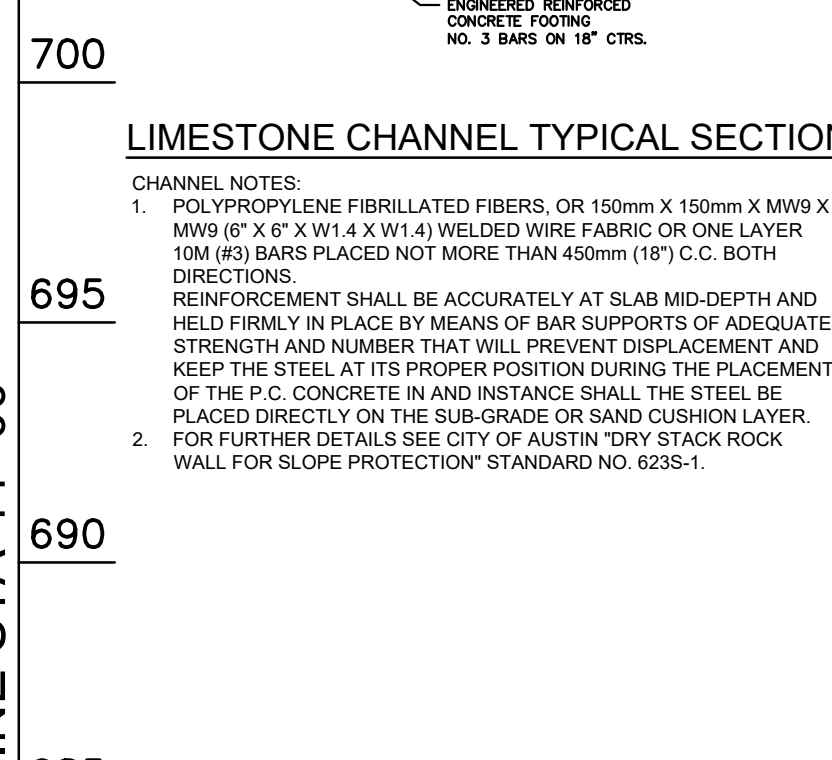 ENGINEERED REINFORCED
CONCRETE FOOTING
NO. 3 BARS ON 18" CTRS.
700
LIMESTONE CHANNEL TYPICAL SECTION
CHANNEL NOTES:
1. POLYPROPYLENE FIBRILLATED FIBERS, OR 150mm X 150mm X MW9 X
MW9 (6" X 6" X W1.4 X W1.4) WELDED WIRE FABRIC OR ONE LAYER
10M (#3) BARS PLACED NOT MORE THAN 450mm (18") C.C. BOTH
DIRECTIONS.
695
REINFORCEMENT SHALL BE ACCURATELY AT SLAB MID-DEPTH AND
HELD FIRMLY IN PLACE BY MEANS OF BAR SUPPORTS OF ADEQUATE
STRENGTH AND NUMBER THAT WILL PREVENT DISPLACEMENT AND
KEEP THE STEEL AT ITS PROPER POSITION DURING THE PLACEMENT
OF THE P.C. CONCRETE IN AND INSTANCE SHALL THE STEEL BE
PLACED DIRECTLY ON THE SUB-GRADE OR SAND CUSHION LAYER.
2. FOR FURTHER DETAILS SEE CITY OF AUSTIN "DRY STACK ROCK
WALL FOR SLOPE PROTECTION" STANDARD NO. 623S-1.
690